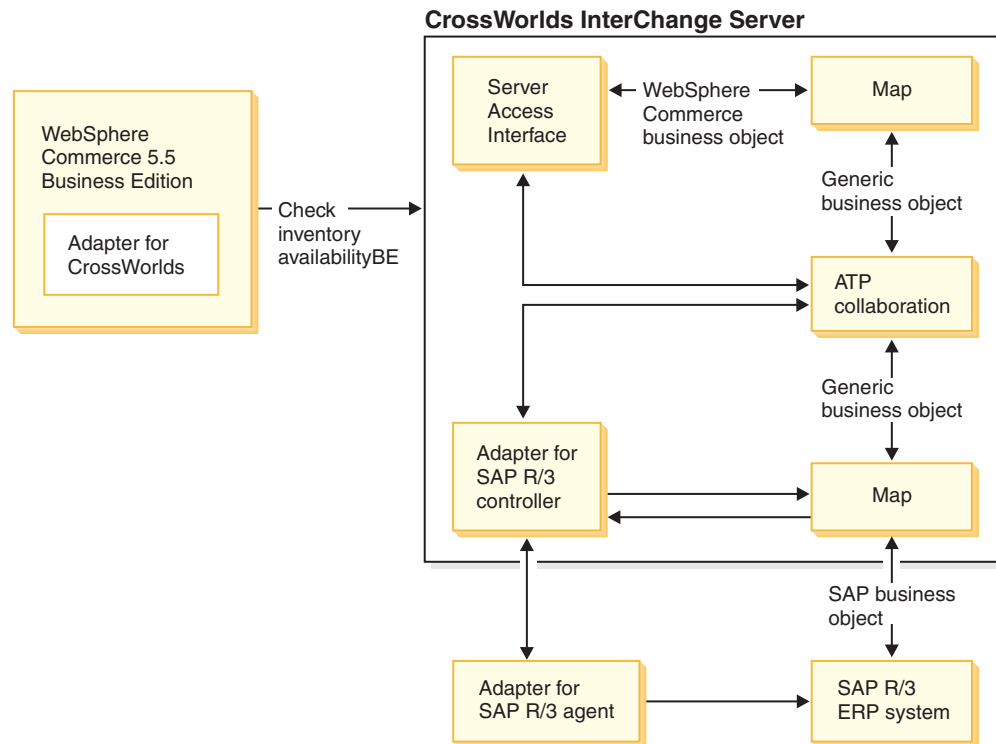 CrossWorlds InterChange Server
WebSphere
Commerce 5.5
Business Edition
Adapter for
CrossWorlds
Check
inventory
availabilityBE
Server
Access
Interface
WebSphere
Commerce
business object
Map
Generic
business object
ATP
collaboration
Generic
business object
Adapter for
SAP R/3
controller
Map
SAP business
object
Adapter for
SAP R/3 agent
SAP R/3
ERP system